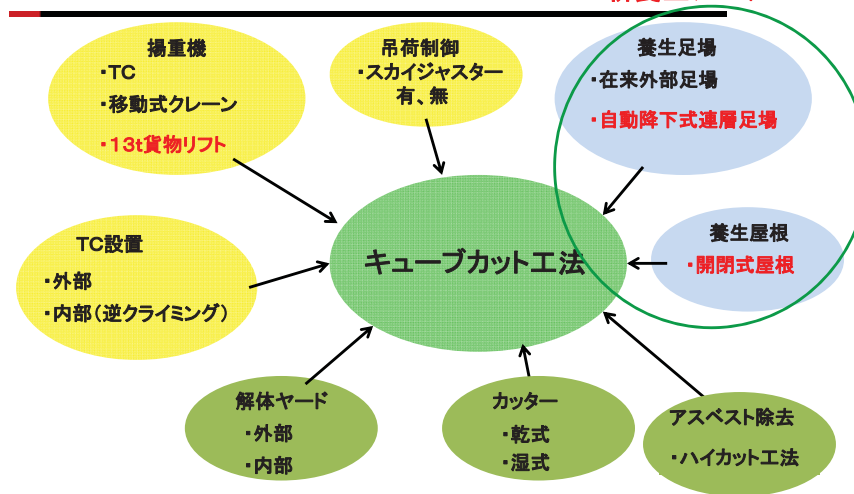 揚重機
・TC
・移動式クレーン
・13t貨物リフト
吊荷制御
・スカイジャスター
有、無
養生足場
・在来外部足場
・自動降下式連層足場
TC設置
・外部
・内部(逆クライミング)
キューブカット工法
養生屋根
・開閉式屋根
解体ヤード
・外部
・内部
カッター
・乾式
・湿式
アスベスト除去
・ハイカット工法